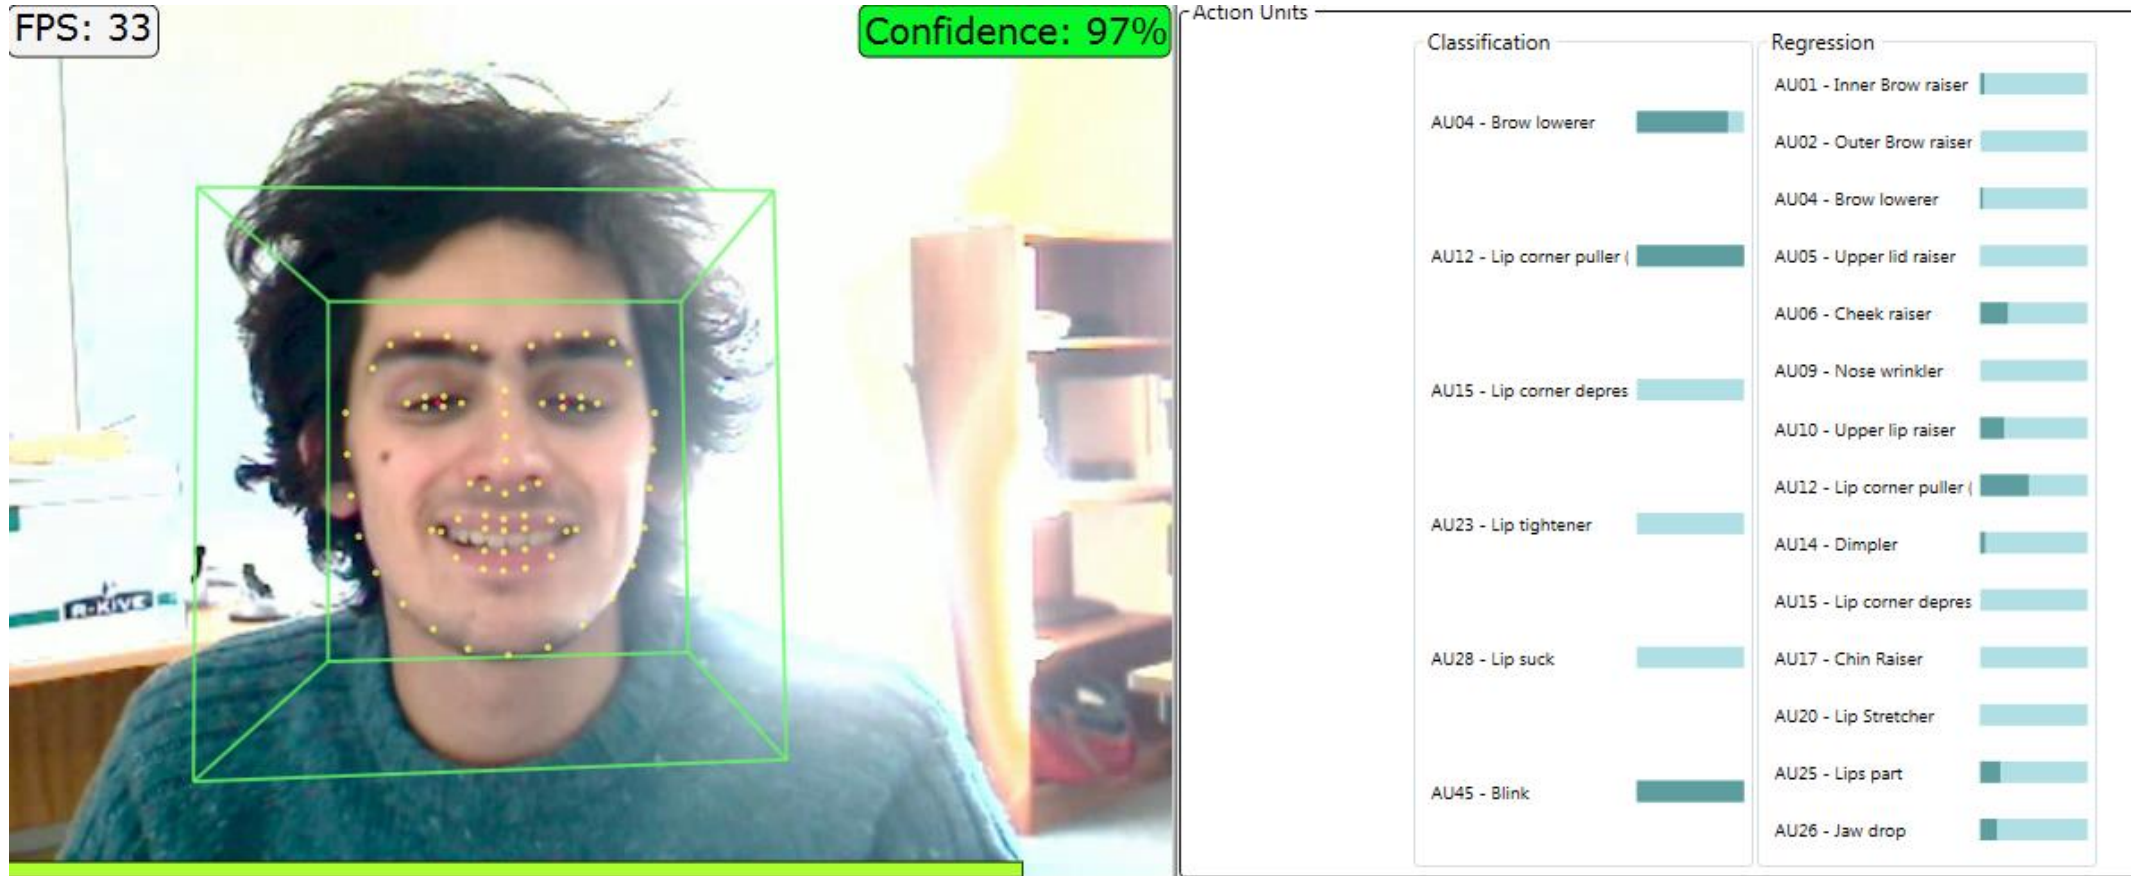 FPS: 33
Confidence: 97%
Action Units
Classification
AU04 - Brow lowerer
AU12 - Lip corner puller (
AU15 - Lip corner depres
AU23 - Lip tightener
AU28 - Lip suck
AU45 - Blink
Regression
AU01 - Inner Brow raiser
AU02 - Outer Brow raiser
AU04 - Brow lowerer
AU05 - Upper lid raiser
AU06 - Cheek raiser
AU09 - Nose wrinkler
AU10 - Upper lip raiser
AU12 - Lip corner puller (
AU14 - Dimpler
AU15 - Lip corner depres
AU17 - Chin Raiser
AU20 - Lip Stretcher
AU25 - Lips part
AU26 - Jaw drop
R-KIVE